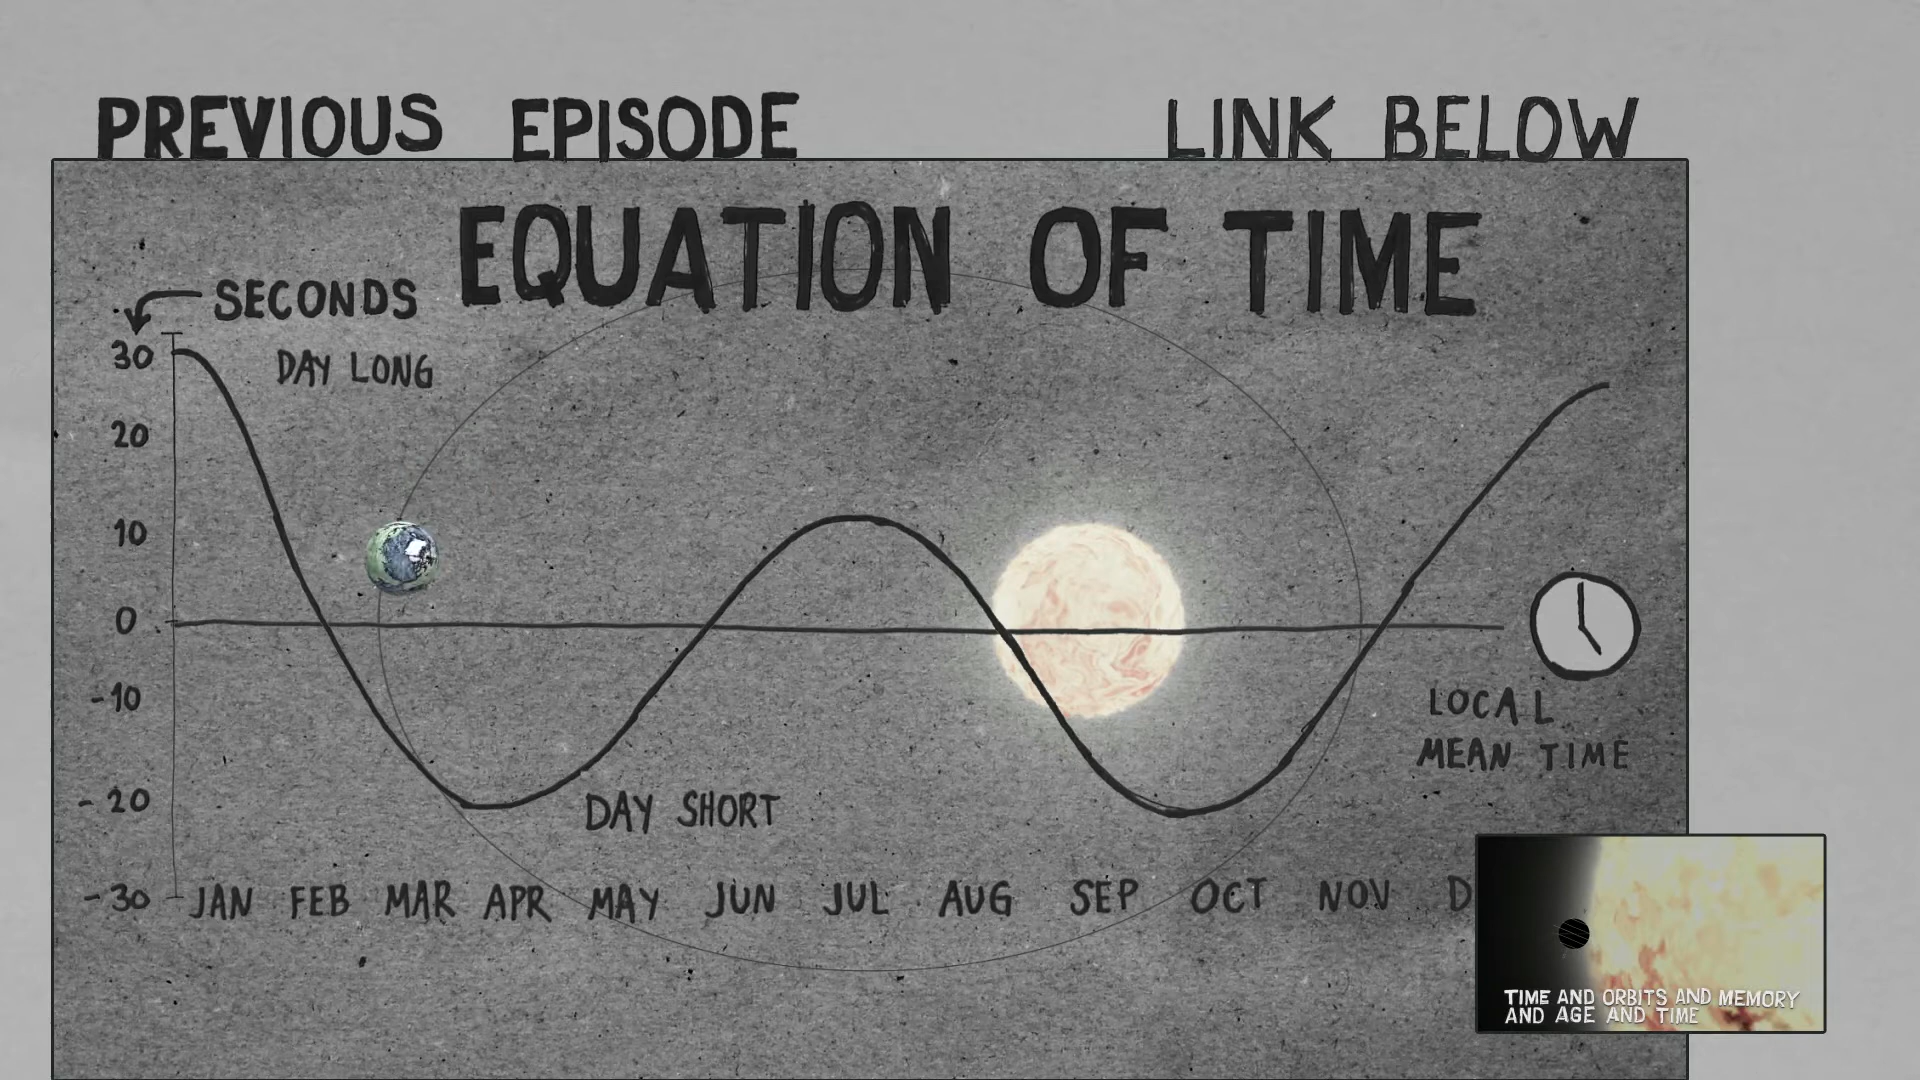 PREVIOUS EPISODE
LINK BELOW
EQUATION OF TIME
SECONDS
DAY LONG
30
20
10
0
-10
-20
-30
LOCAL
MEAN TIME
DAY SHORT
JAN FEB MAR APR MAY JUN JUL AUG SEP OCT NOV D
TIME AND ORBITS AND MEMORY
AND AGE AND TIME